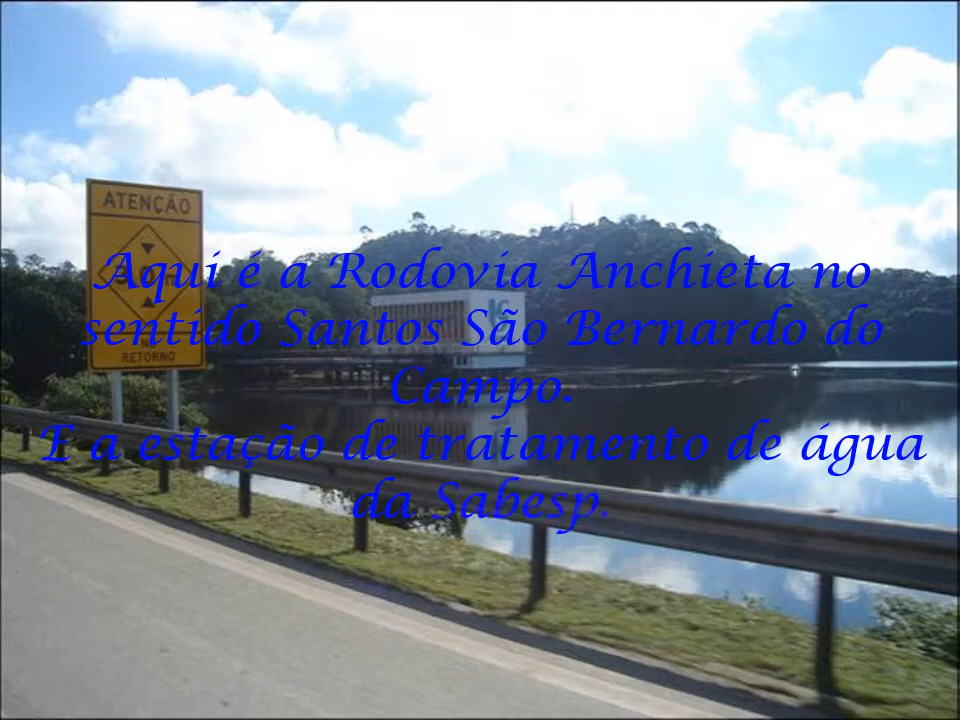 ATENÇÃO
NO
RETORNO
Aqui é a Rodovia Anchieta no
sentido Santos São Bernardo do
Campo.
E a estação de tratamento de água
da Sabesp.